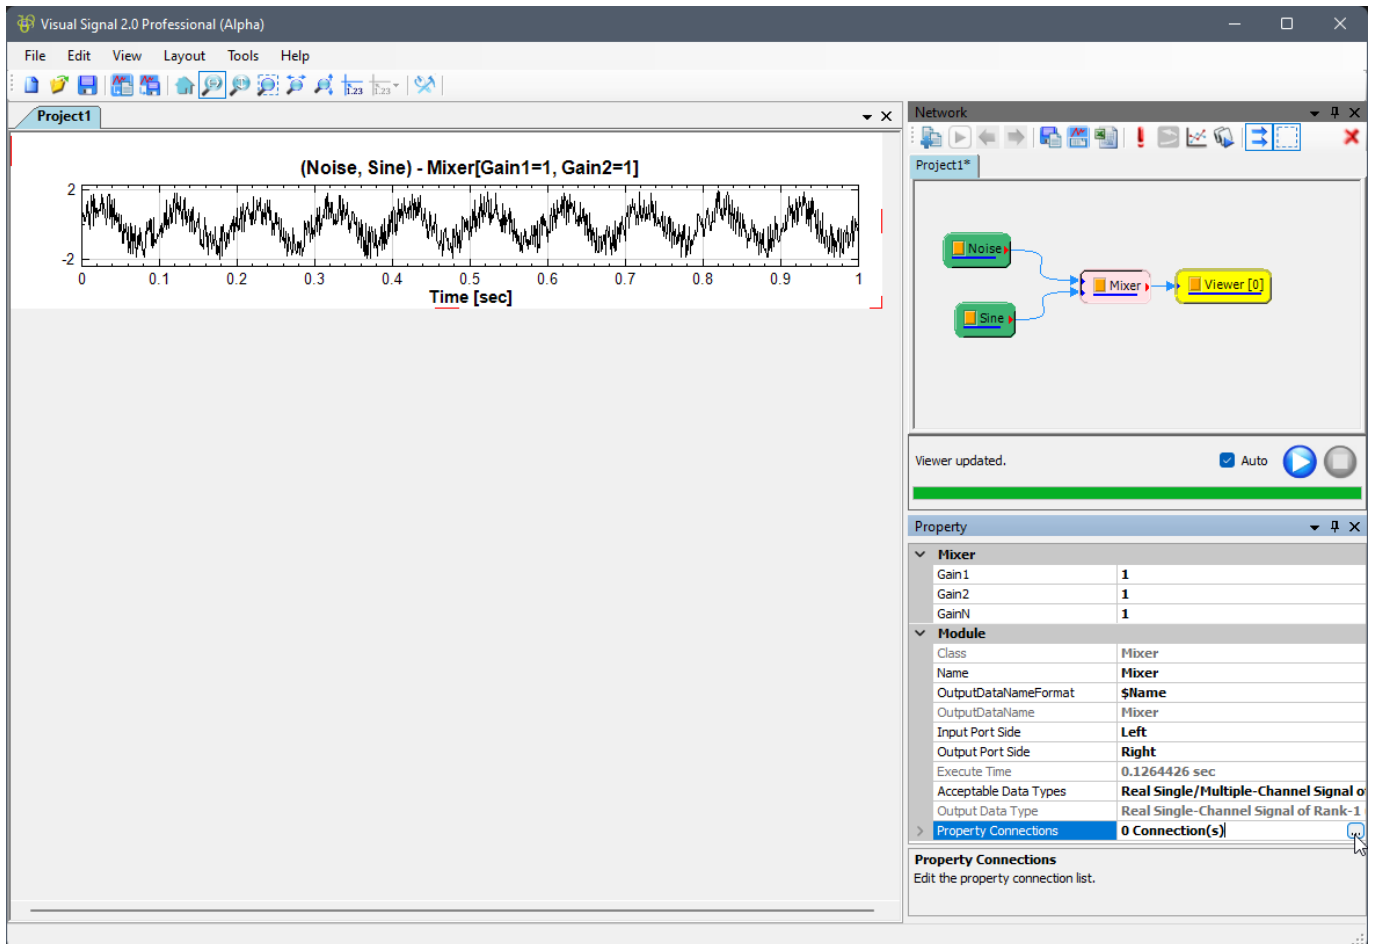 Visual Signal 2.0 Professional (Alpha)
File Edit View Layout Tools Help
1.23 1.23
Project1
(Noise, Sine) - Mixer[Gain1=1, Gain2=1]
2
-2
0 0.1 0.2 0.3 0.4 0.5 0.6 0.7 0.8 0.9 1
Time [sec]
Network
Project1*
Noise
Mixer
Viewer [0]
Sine
Viewer updated.
Auto
Property
Mixer
Gain1 1
Gain2 1
GainN 1
Module
Class Mixer
Name Mixer
OutputDataNameFormat $Name
OutputDataName Mixer
Input Port Side Left
Output Port Side Right
Execute Time 0.1264426 sec
Acceptable Data Types Real Single/Multiple-Channel Signal o
Output Data Type Real Single-Channel Signal of Rank-1
Property Connections 0 Connection(s) ...
Property Connections
Edit the property connection list.